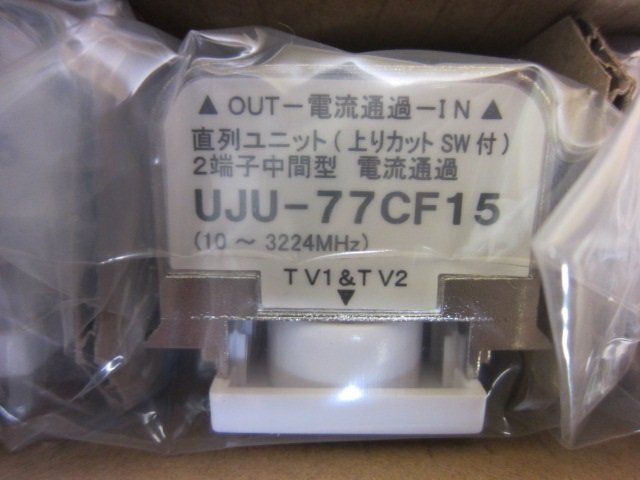 ▲ OUT－電流通過－IN ▲
直列ユニット(上りカットSW付)
2端子中間型 電流通過
UJU-77CF15
(10 ～ 3224MHz)
TV1&TV2
▼